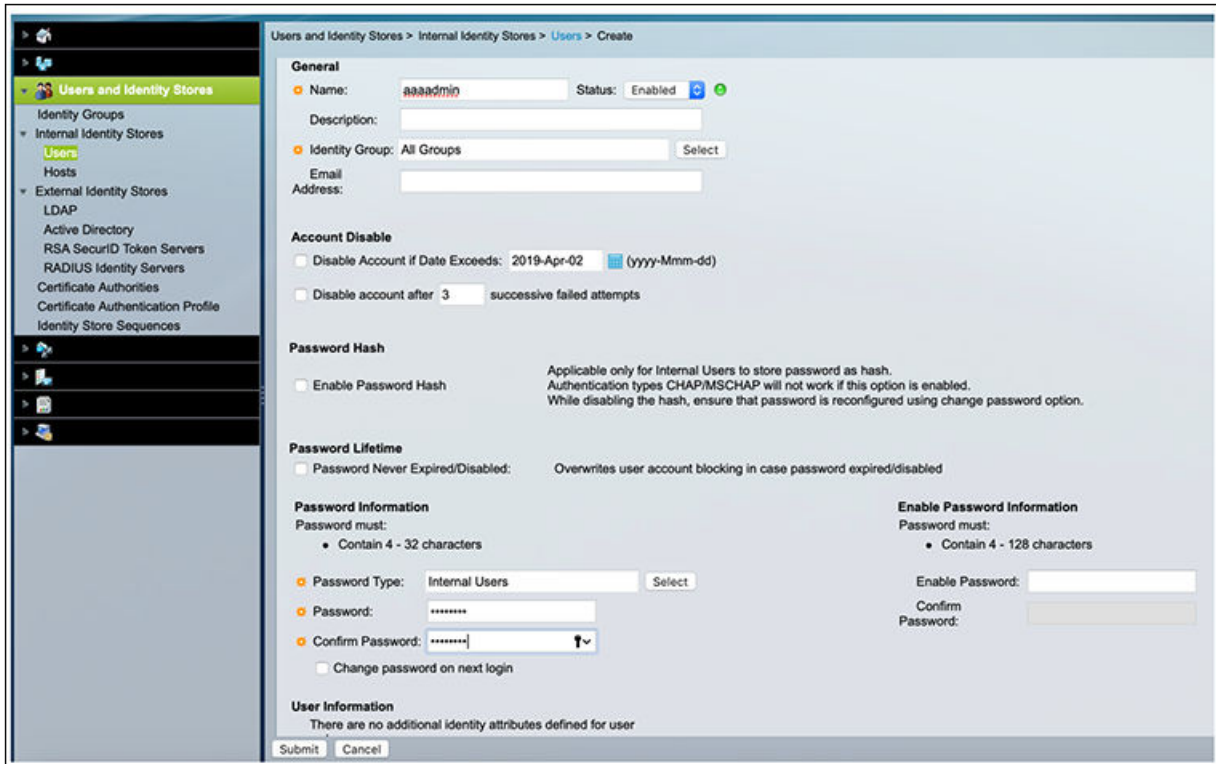 Users and Identity Stores > Internal Identity Stores > Users > Create
Users and Identity Stores
Identity Groups
Internal Identity Stores
Users
Hosts
External Identity Stores
LDAP
Active Directory
RSA SecurID Token Servers
RADIUS Identity Servers
Certificate Authorities
Certificate Authentication Profile
Identity Store Sequences
General
Name: aaaadmin Status: Enabled
Description:
Identity Group: All Groups Select
Email
Address:
Account Disable
Disable Account if Date Exceeds: 2019-Apr-02 (yyyy-Mmm-dd)
Disable account after 3 successive failed attempts
Password Hash
Applicable only for Internal Users to store password as hash.
Enable Password Hash Authentication types CHAP/MSCHAP will not work if this option is enabled.
While disabling the hash, ensure that password is reconfigured using change password option.
Password Lifetime
Password Never Expired/Disabled: Overwrites user account blocking in case password expired/disabled
Password Information
Password must:
• Contain 4 - 32 characters
Password Type: Internal Users Select
Password: ••••••••
Confirm Password: ••••••••
Change password on next login
Enable Password Information
Password must:
• Contain 4 - 128 characters
Enable Password:
Confirm
Password:
User Information
There are no additional identity attributes defined for user
Submit Cancel